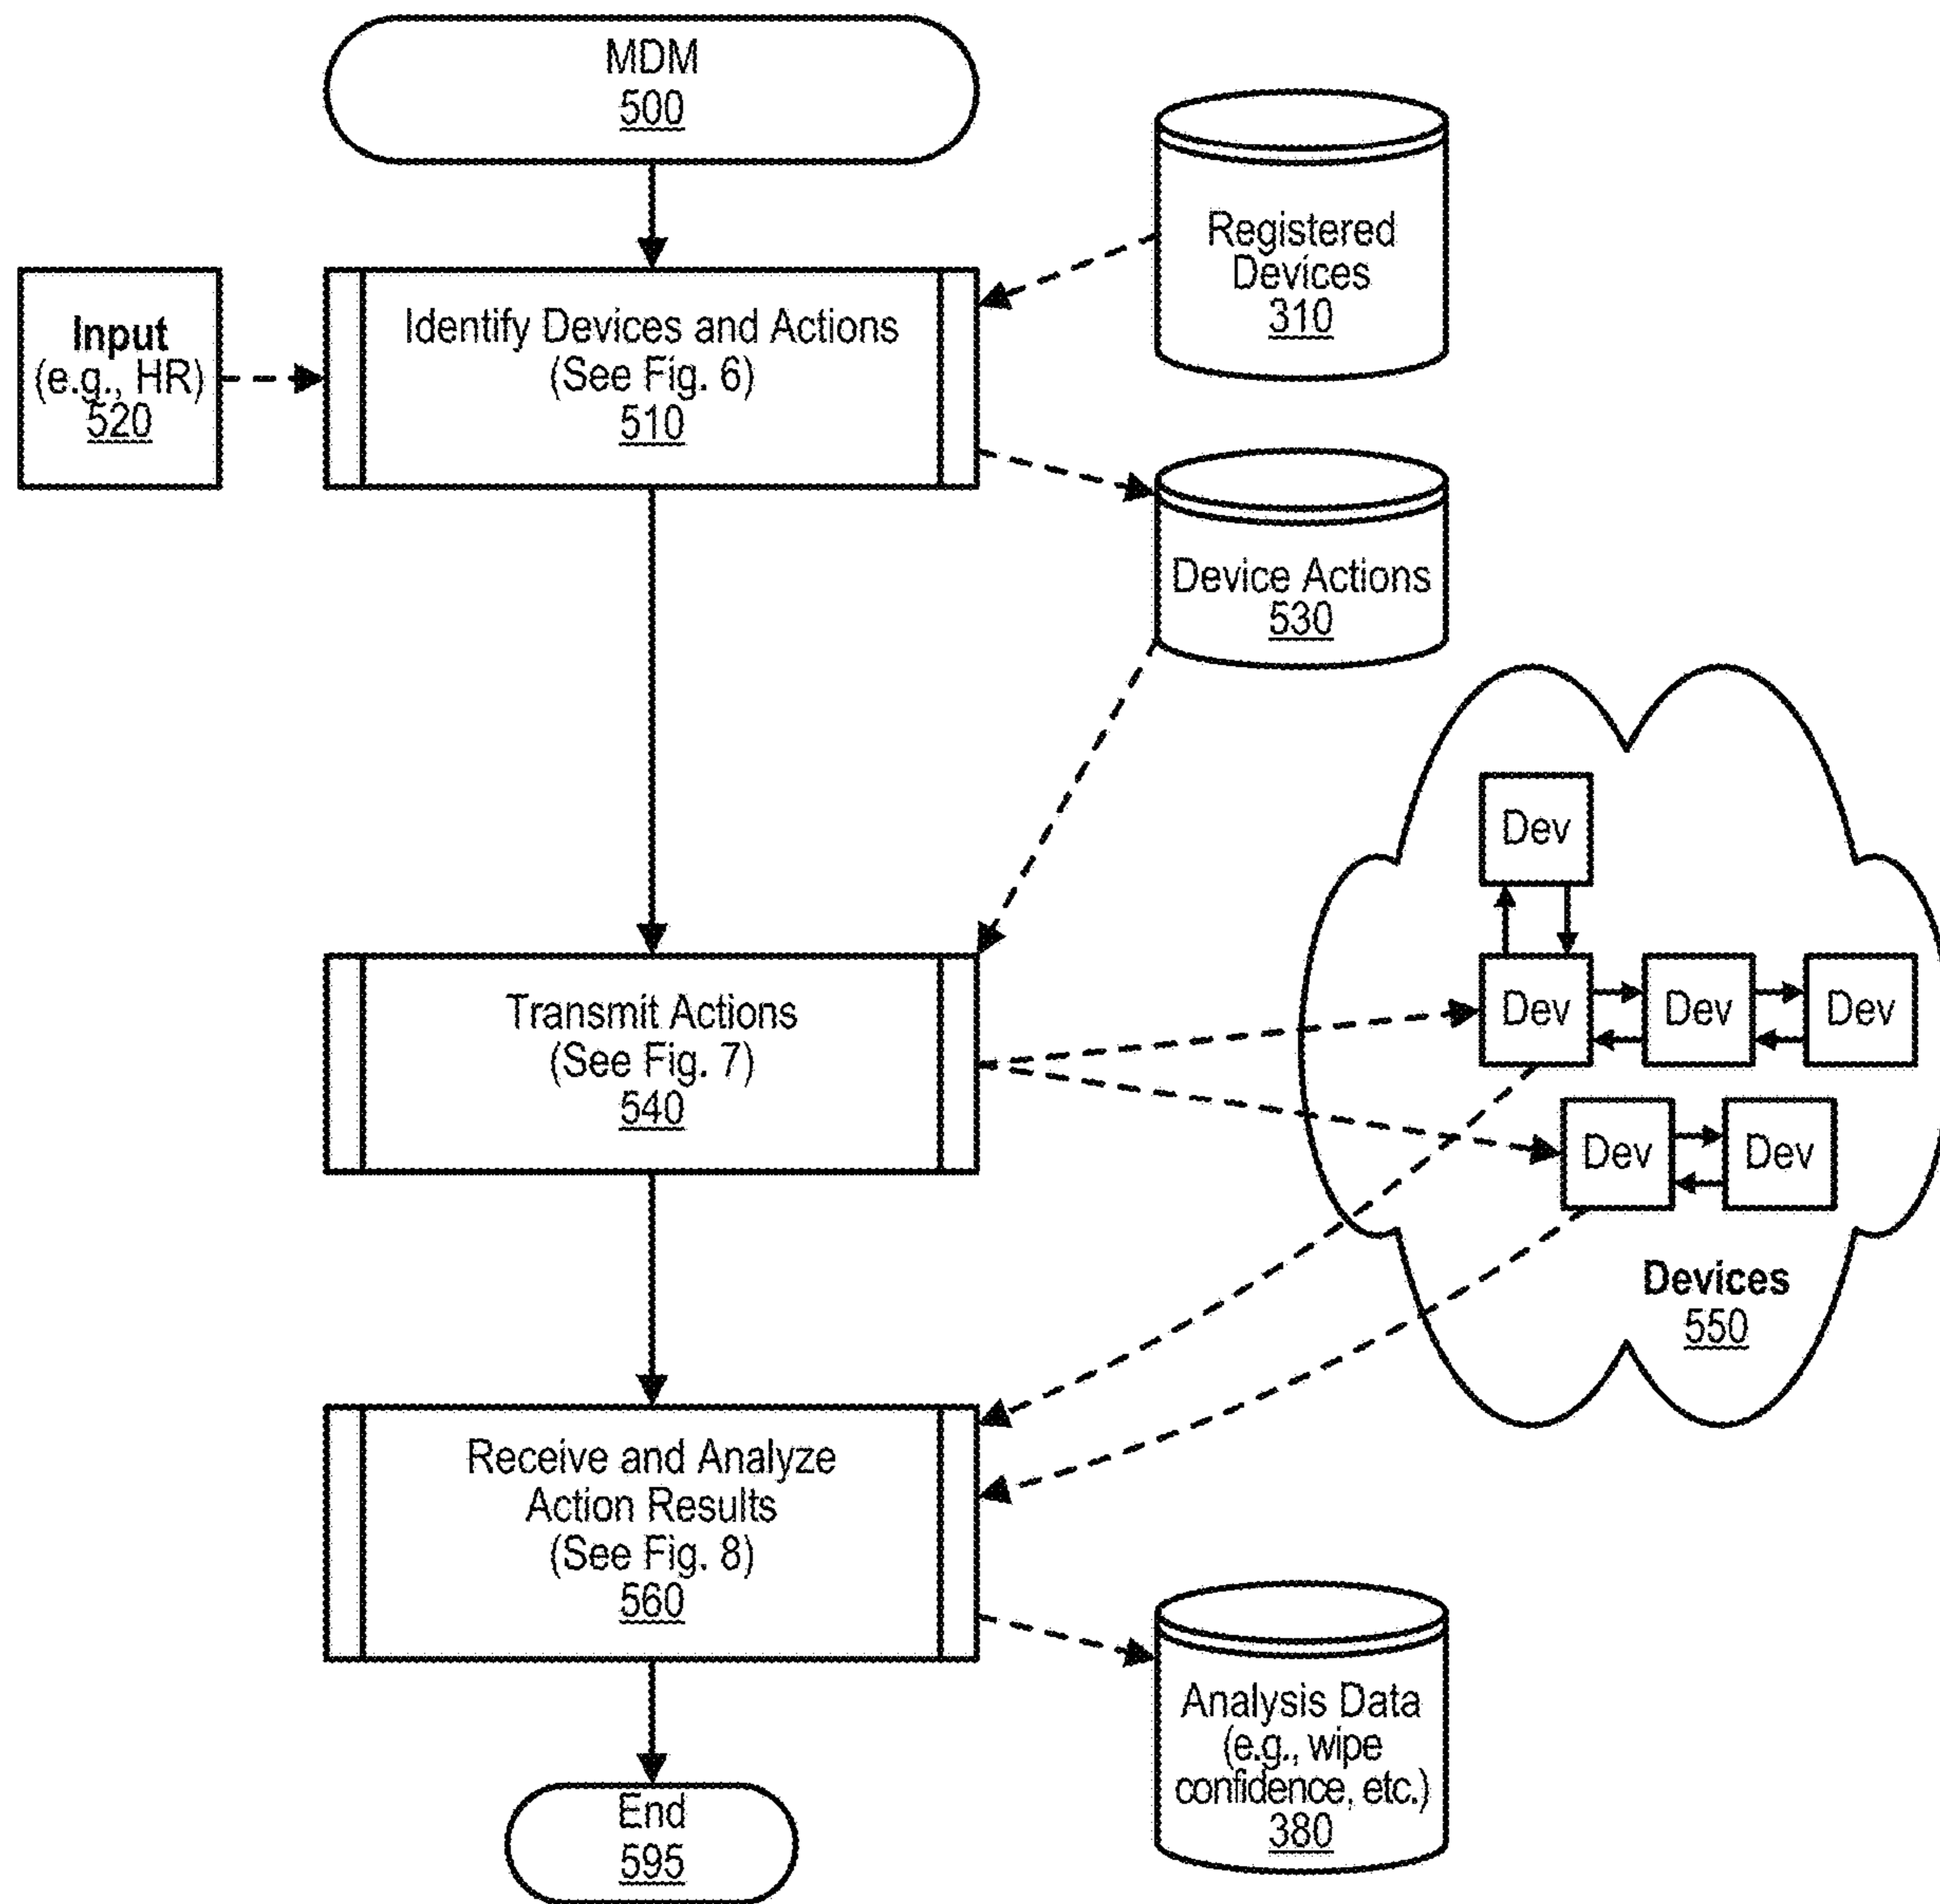 MDM
500
Registered
Devices
310
Input
(e.g., HR)
520
Identify Devices and Actions
(See Fig. 6)
510
Device Actions
530
Dev
Dev
Dev
Dev
Transmit Actions
(See Fig. 7)
540
Dev
Dev
Devices
550
Receive and Analyze
Action Results
(See Fig. 8)
560
Analysis Data
(e.g., wipe
confidence, etc.)
380
End
595